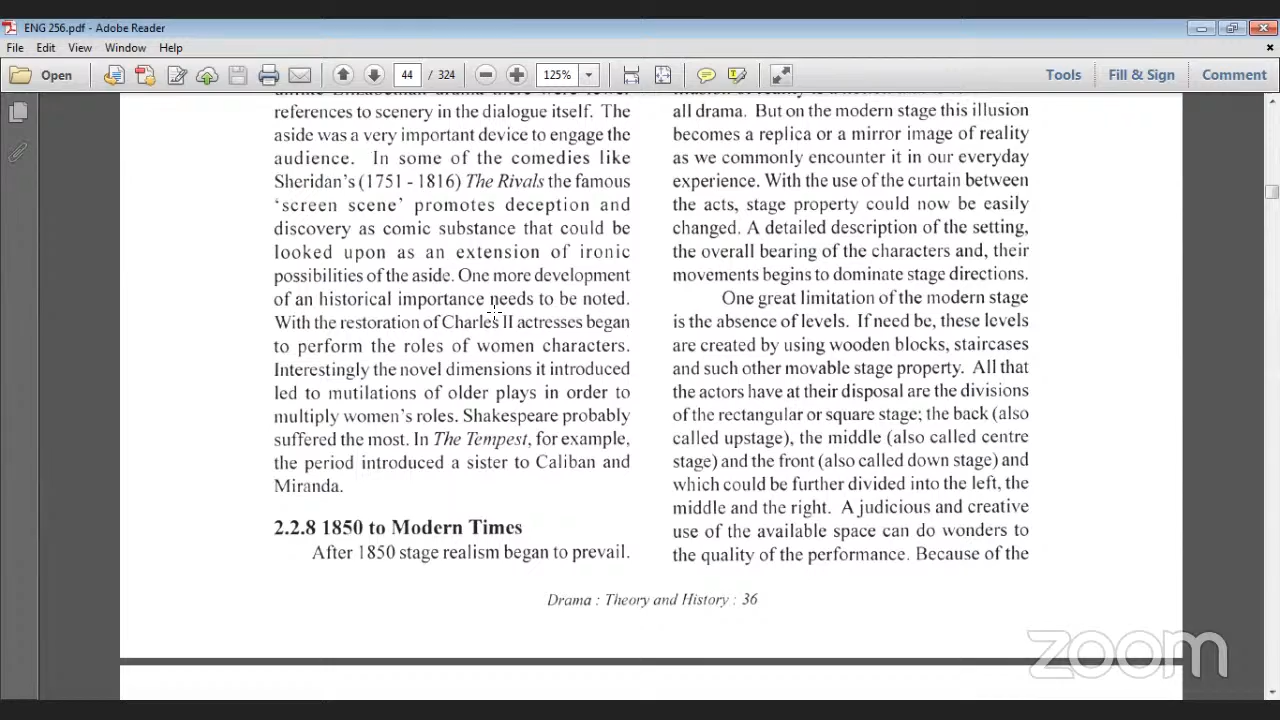 ENG 256.pdf - Adobe Reader
File Edit View Window Help
Open 44 / 324 125% Tools Fill & Sign Comment
references to scenery in the dialogue itself. The
aside was a very important device to engage the
audience. In some of the comedies like
Sheridan's (1751 - 1816) The Rivals the famous
'screen scene' promotes deception and
discovery as comic substance that could be
looked upon as an extension of ironic
possibilities of the aside. One more development
of an historical importance needs to be noted.
With the restoration of Charles II actresses began
to perform the roles of women characters.
Interestingly the novel dimensions it introduced
led to mutilations of older plays in order to
multiply women's roles. Shakespeare probably
suffered the most. In The Tempest, for example,
the period introduced a sister to Caliban and
Miranda.
2.2.8 1850 to Modern Times
After 1850 stage realism began to prevail.
all drama. But on the modern stage this illusion
becomes a replica or a mirror image of reality
as we commonly encounter it in our everyday
experience. With the use of the curtain between
the acts, stage property could now be easily
changed. A detailed description of the setting,
the overall bearing of the characters and, their
movements begins to dominate stage directions.
One great limitation of the modern stage
is the absence of levels. If need be, these levels
are created by using wooden blocks, staircases
and such other movable stage property. All that
the actors have at their disposal are the divisions
of the rectangular or square stage; the back (also
called upstage), the middle (also called centre
stage) and the front (also called down stage) and
which could be further divided into the left, the
middle and the right. A judicious and creative
use of the available space can do wonders to
the quality of the performance. Because of the
Drama : Theory and History : 36
zoom